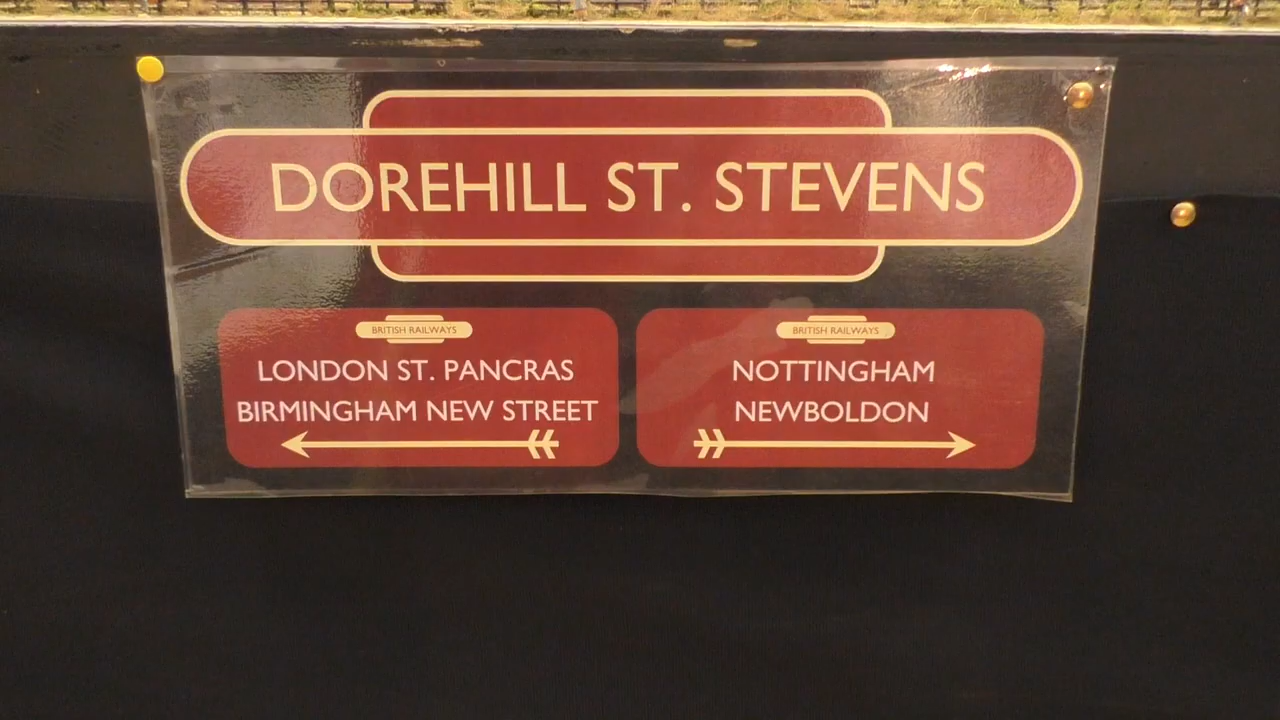 DOREHILL ST. STEVENS
BRITISH RAILWAYS
LONDON ST. PANCRAS
BIRMINGHAM NEW STREET
BRITISH RAILWAYS
NOTTINGHAM
NEWBOLDON